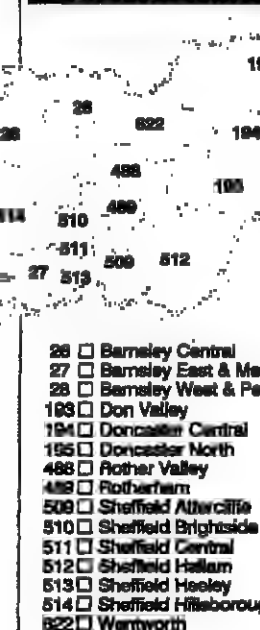 19
26
622
28
194
488
195
489
514
510
511
509
512
27
513
26 □ Barnsley Central
27 □ Barnsley East & Me
28 □ Barnsley West & Pe
193 □ Don Valley
194 □ Doncaster Central
195 □ Doncaster North
488 □ Rother Valley
489 □ Rotherham
509 □ Sheffield Attercliffe
510 □ Sheffield Brightside
511 □ Sheffield Central
512 □ Sheffield Hallam
513 □ Sheffield Heeley
514 □ Sheffield Hillsboroug
622 □ Wentworth